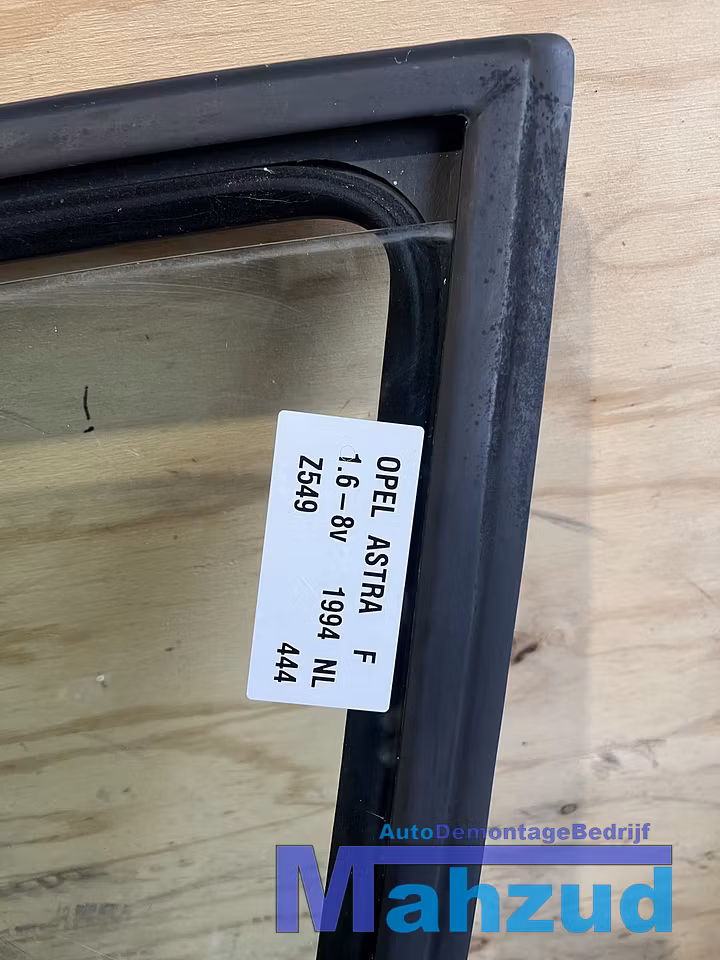 OPEL ASTRA F
1.6-8v 1994 NL
Z549 444
AutoDemontageBedrijf
Mahzud